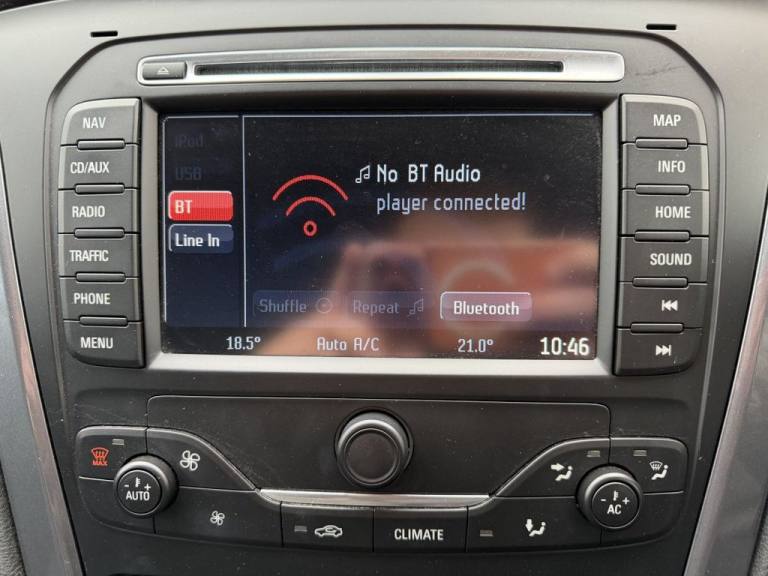 NAV
CD/AUX
RADIO
TRAFFIC
PHONE
MENU
iPod
USB
BT
Line In
No BT Audio
player connected!
Shuffle
Repeat
Bluetooth
18.5°
Auto A/C
21.0°
10:46
MAP
INFO
HOME
SOUND
MAX
- +
AUTO
CLIMATE
- +
AC